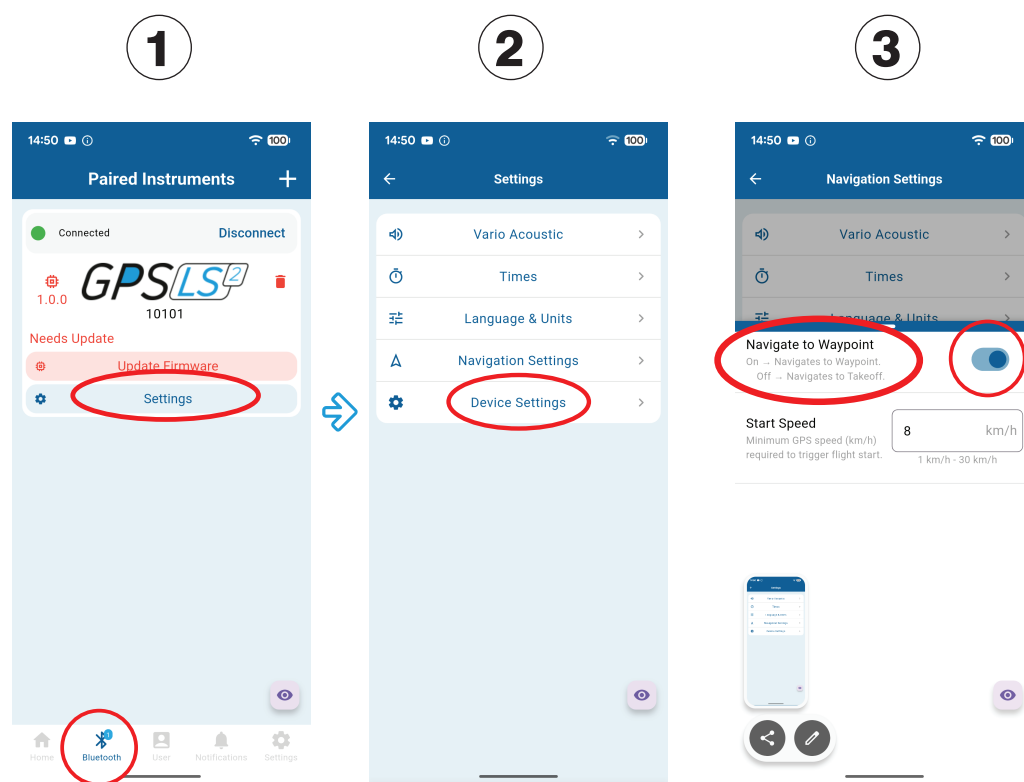 1
2
3
14:50
100
Paired Instruments
Connected
Disconnect
GPS LS2
1.0.0
10101
Needs Update
Update Firmware
Settings
Home
1
Bluetooth
User
Notifications
Settings
14:50
100
Settings
Vario Acoustic
Times
Language & Units
Navigation Settings
Device Settings
14:50
100
Navigation Settings
Vario Acoustic
Times
Language & Units
Navigate to Waypoint
On → Navigates to Waypoint.
Off → Navigates to Takeoff.
Start Speed
Minimum GPS speed (km/h)
required to trigger flight start.
8
km/h
1 km/h - 30 km/h